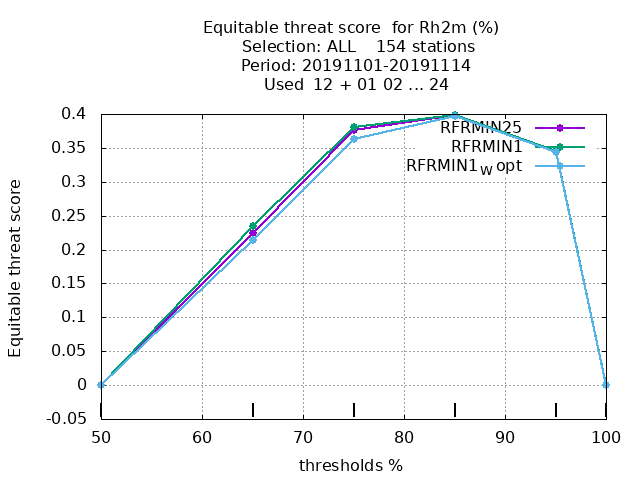 Equitable threat score  for Rh2m (%)
Selection: ALL    154 stations
Period: 20191101-20191114
Used  12 + 01 02 ... 24
Equitable threat score
0.4
0.35
0.3
0.25
0.2
0.15
0.1
0.05
0
-0.05
RFRMIN25
RFRMIN1
RFRMIN1W opt
50 60 70 80 90 100
thresholds %